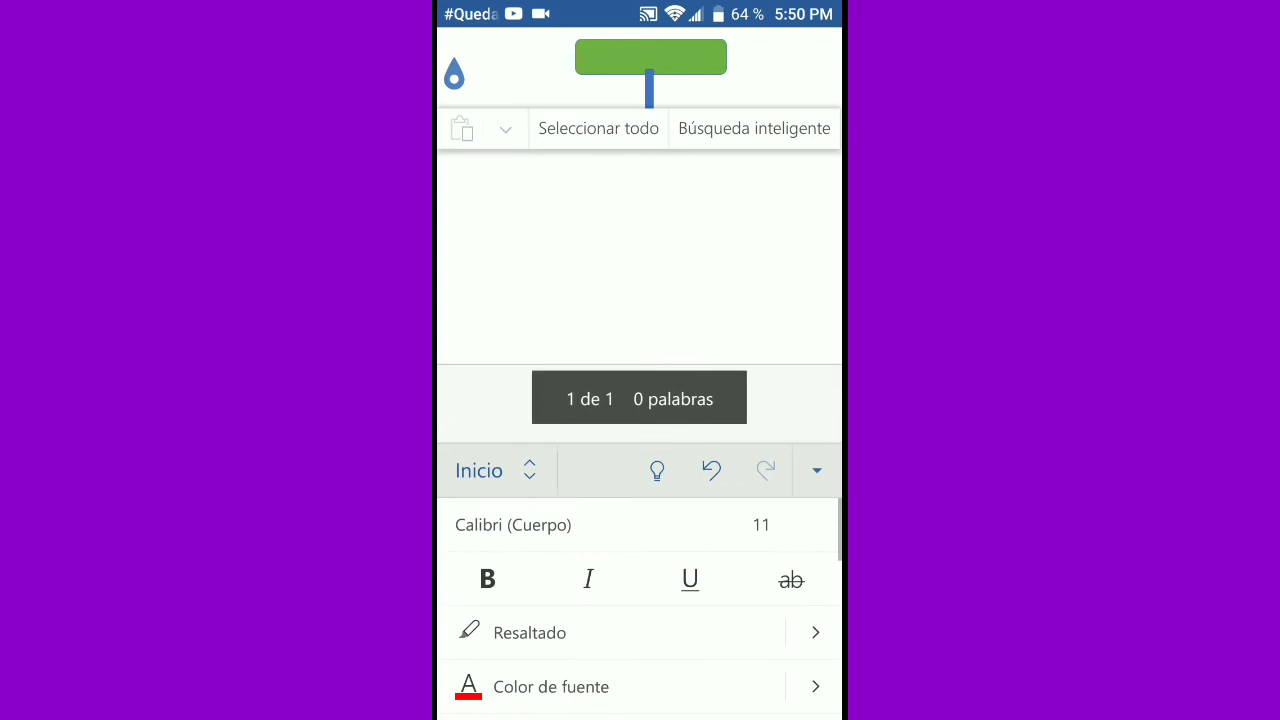 #Queda 64 % 5:50 PM
Seleccionar todo Búsqueda inteligente
1 de 1 0 palabras
Inicio
Calibri (Cuerpo) 11
B I U ab
Resaltado
A Color de fuente